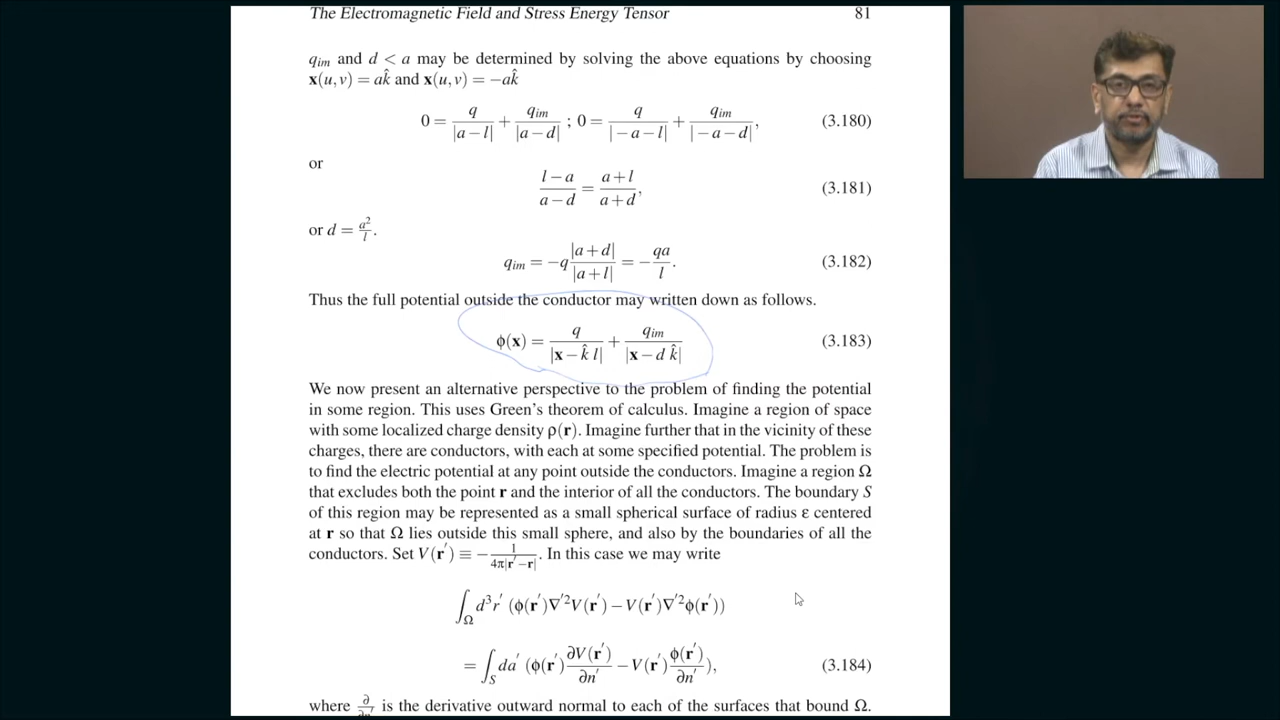 The Electromagnetic Field and Stress Energy Tensor 81
q_im and d < a may be determined by solving the above equations by choosing
x(u,v) = ak̂ and x(u,v) = −ak̂
0 = q/|a−l| + q_im/|a−d| ; 0 = q/|−a−l| + q_im/|−a−d|, (3.180)
or
(l−a)/(a−d) = (a+l)/(a+d), (3.181)
or d = a²/l.
q_im = −q |a+d|/|a+l| = −qa/l. (3.182)
Thus the full potential outside the conductor may written down as follows.
ϕ(x) = q/|x−k̂ l| + q_im/|x−d k̂| (3.183)
We now present an alternative perspective to the problem of finding the potential
in some region. This uses Green's theorem of calculus. Imagine a region of space
with some localized charge density ρ(r). Imagine further that in the vicinity of these
charges, there are conductors, with each at some specified potential. The problem is
to find the electric potential at any point outside the conductors. Imagine a region Ω
that excludes both the point r and the interior of all the conductors. The boundary S
of this region may be represented as a small spherical surface of radius ε centered
at r so that Ω lies outside this small sphere, and also by the boundaries of all the
conductors. Set V(r′) ≡ −1/(4π|r′−r|). In this case we may write
∫_Ω d³r′ (ϕ(r′)∇′²V(r′) − V(r′)∇′²ϕ(r′))
= ∫_S da′ (ϕ(r′) ∂V(r′)/∂n′ − V(r′) ϕ(r′)/∂n′), (3.184)
where ∂/∂n′ is the derivative outward normal to each of the surfaces that bound Ω.